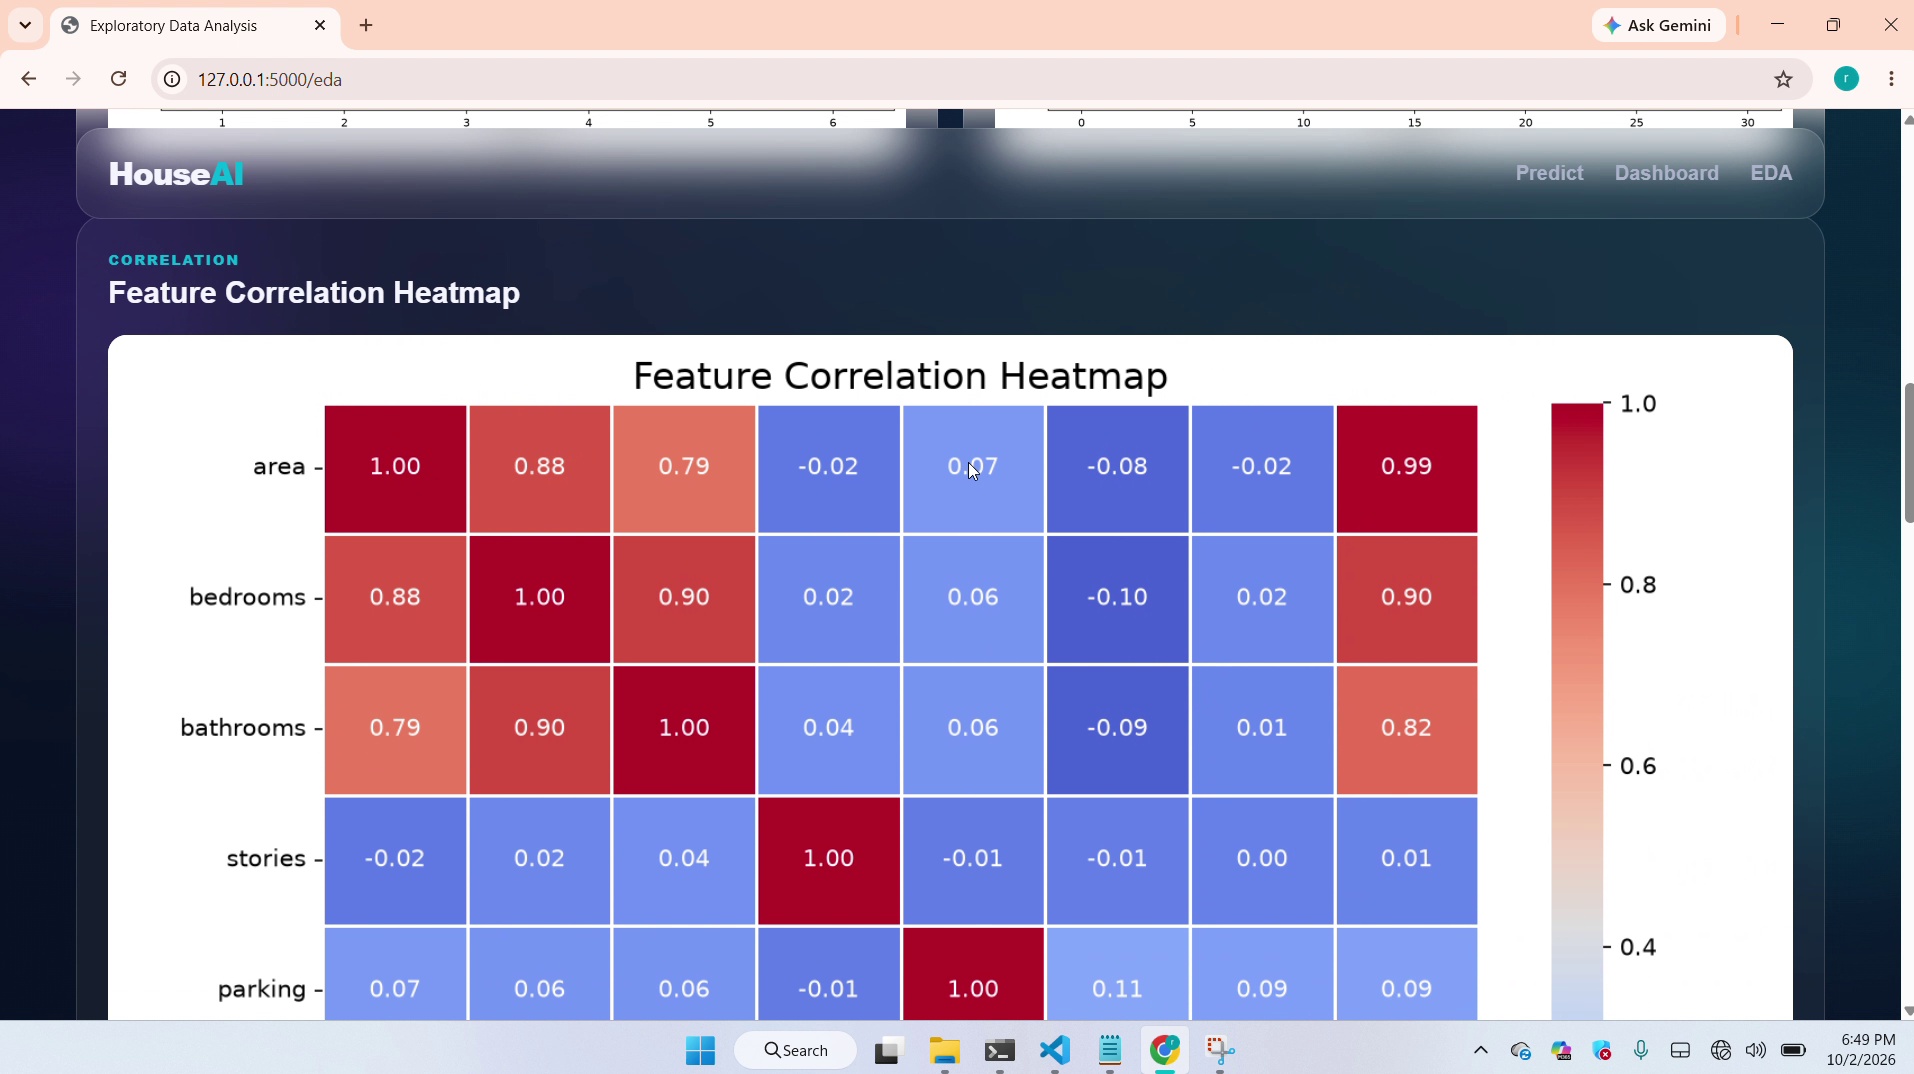 Exploratory Data Analysis
Ask Gemini
127.0.0.1:5000/eda
r
1 2 3 4 5 6 0 5 10 15 20 25 30
HouseAI
Predict Dashboard EDA
CORRELATION
Feature Correlation Heatmap
Feature Correlation Heatmap
1.0
area 1.00 0.88 0.79 -0.02 0.07 -0.08 -0.02 0.99
0.8
bedrooms 0.88 1.00 0.90 0.02 0.06 -0.10 0.02 0.90
bathrooms 0.79 0.90 1.00 0.04 0.06 -0.09 0.01 0.82
0.6
stories -0.02 0.02 0.04 1.00 -0.01 -0.01 0.00 0.01
0.4
parking 0.07 0.06 0.06 -0.01 1.00 0.11 0.09 0.09
Search
6:49 PM
10/2/2026